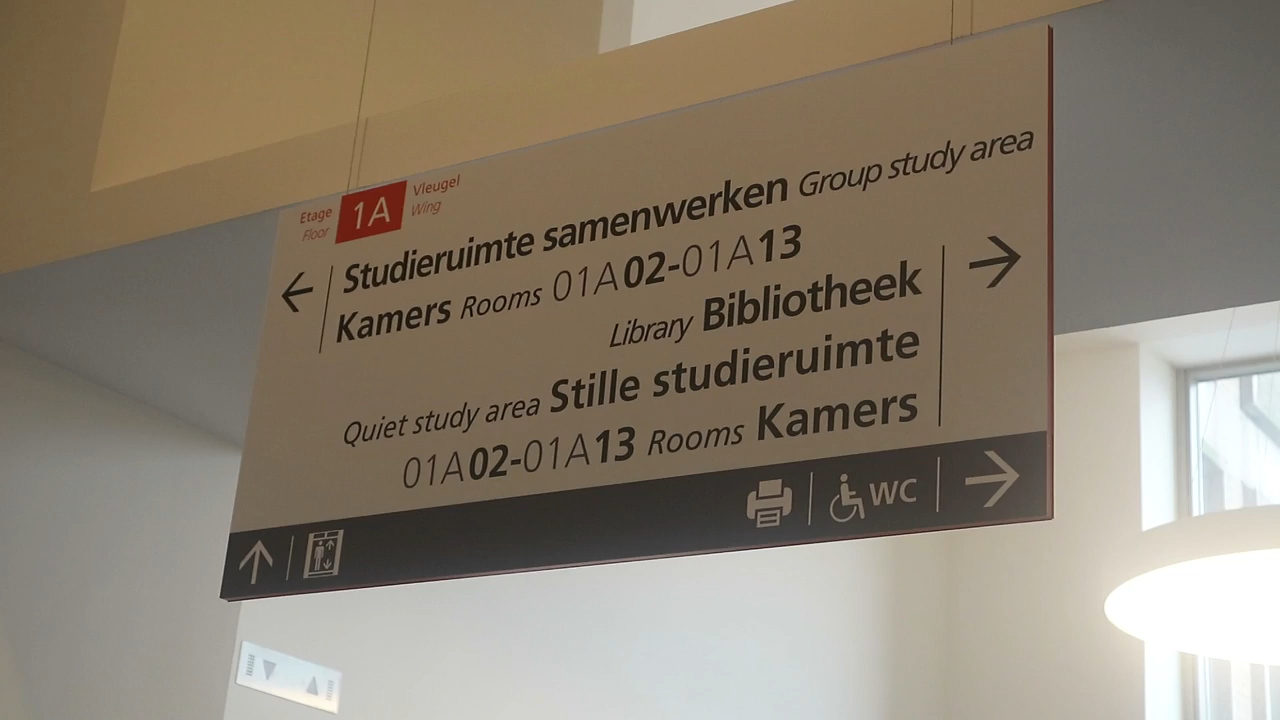 Etage 1A Vleugel
Floor Wing
Studieruimte samenwerken Group study area
Kamers Rooms 01A02-01A13
Library Bibliotheek
Quiet study area Stille studieruimte
01A02-01A13 Rooms Kamers
WC